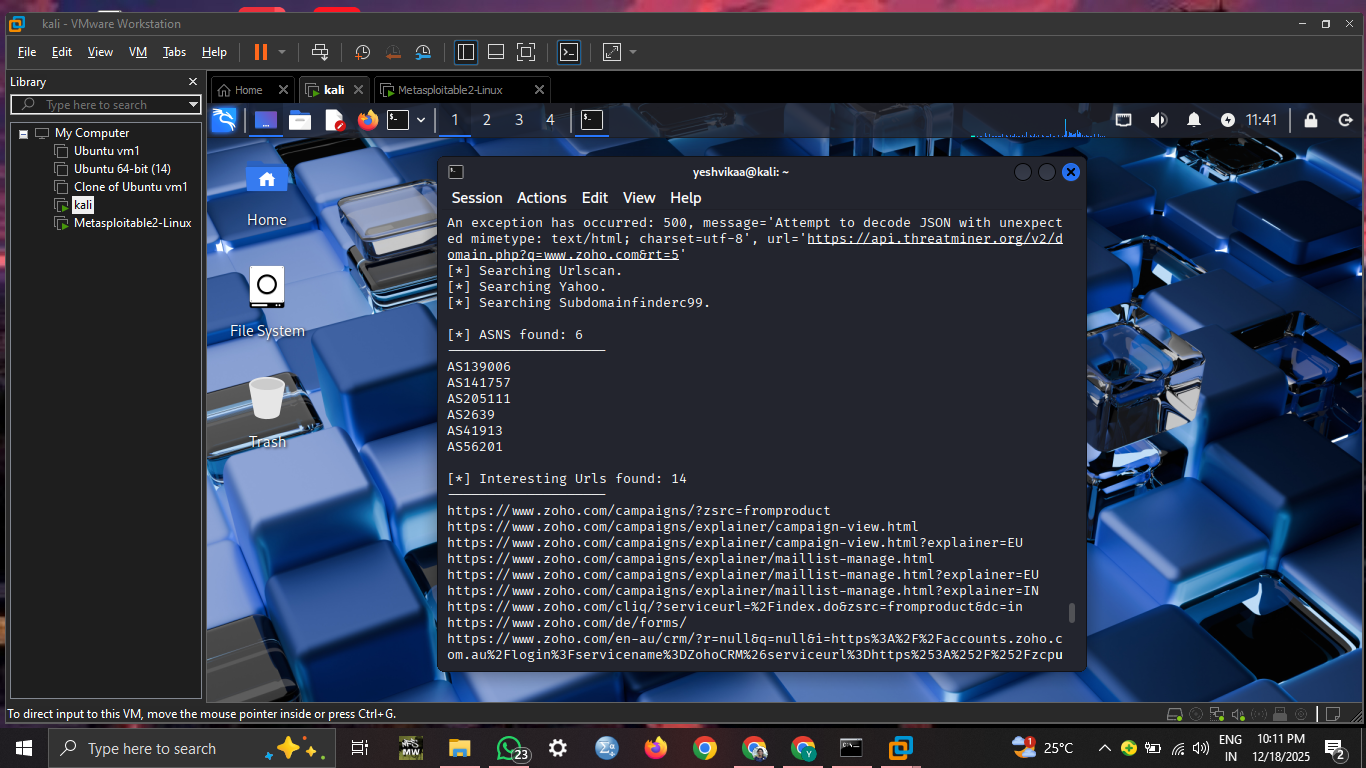 kali - VMware Workstation
File Edit View VM Tabs Help
Library
Type here to search
My Computer
Ubuntu vm1
Ubuntu 64-bit (14)
Clone of Ubuntu vm1
kali
Metasploitable2-Linux
Home kali Metasploitable2-Linux
1 2 3 4 11:41
Home
File System
Trash
yeshvikaa@kali: ~
Session Actions Edit View Help
An exception has occurred: 500, message='Attempt to decode JSON with unexpect
ed mimetype: text/html; charset=utf-8', url='https://api.threatminer.org/v2/d
omain.php?q=www.zoho.com&rt=5'
[*] Searching Urlscan.
[*] Searching Yahoo.
[*] Searching Subdomainfinderc99.
[*] ASNS found: 6
--------------------
AS139006
AS141757
AS205111
AS2639
AS41913
AS56201
[*] Interesting Urls found: 14
--------------------
https://www.zoho.com/campaigns/?zsrc=fromproduct
https://www.zoho.com/campaigns/explainer/campaign-view.html
https://www.zoho.com/campaigns/explainer/campaign-view.html?explainer=EU
https://www.zoho.com/campaigns/explainer/maillist-manage.html
https://www.zoho.com/campaigns/explainer/maillist-manage.html?explainer=EU
https://www.zoho.com/campaigns/explainer/maillist-manage.html?explainer=IN
https://www.zoho.com/cliq/?serviceurl=%2Findex.do&zsrc=fromproduct&dc=in
https://www.zoho.com/de/forms/
https://www.zoho.com/en-au/crm/?r=null&q=null&i=https%3A%2F%2Faccounts.zoho.c
om.au%2Flogin%3Fservicename%3DZohoCRM%26serviceurl%3Dhttps%253A%252F%252Fzcpu
To direct input to this VM, move the mouse pointer inside or press Ctrl+G.
Type here to search
MW
23
Y
1
25°C
ENG
IN
10:11 PM
12/18/2025
2